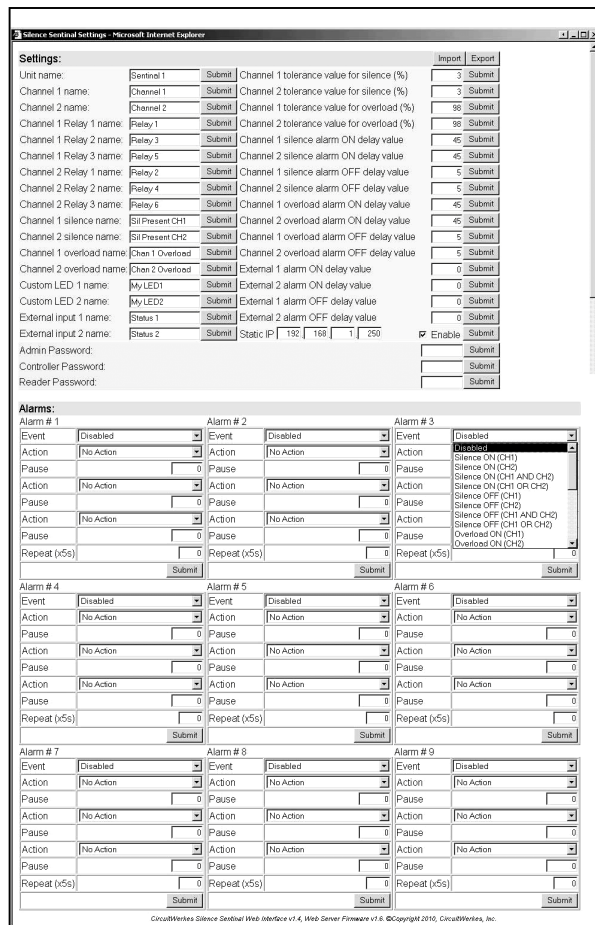 Silence Sentinal Settings - Microsoft Internet Explorer
Settings: Import Export
Unit name: Sentinal 1 Submit Channel 1 tolerance value for silence (%) 3 Submit
Channel 1 name: Channel 1 Submit Channel 2 tolerance value for silence (%) 3 Submit
Channel 2 name: Channel 2 Submit Channel 1 tolerance value for overload (%) 98 Submit
Channel 1 Relay 1 name: Relay 1 Submit Channel 2 tolerance value for overload (%) 98 Submit
Channel 1 Relay 2 name: Relay 3 Submit Channel 1 silence alarm ON delay value 45 Submit
Channel 1 Relay 3 name: Relay 5 Submit Channel 2 silence alarm ON delay value 45 Submit
Channel 2 Relay 1 name: Relay 2 Submit Channel 1 silence alarm OFF delay value 5 Submit
Channel 2 Relay 2 name: Relay 4 Submit Channel 2 silence alarm OFF delay value 5 Submit
Channel 2 Relay 3 name: Relay 6 Submit Channel 1 overload alarm ON delay value 45 Submit
Channel 1 silence name: Sil Present CH1 Submit Channel 2 overload alarm ON delay value 45 Submit
Channel 2 silence name: Sil Present CH2 Submit Channel 1 overload alarm OFF delay value 5 Submit
Channel 1 overload name: Chan 1 Overload Submit Channel 2 overload alarm OFF delay value 5 Submit
Channel 2 overload name: Chan 2 Overload Submit External 1 alarm ON delay value 0 Submit
Custom LED 1 name: My LED1 Submit External 2 alarm ON delay value 0 Submit
Custom LED 2 name: My LED2 Submit External 1 alarm OFF delay value 0 Submit
External input 1 name: Status 1 Submit External 2 alarm OFF delay value 0 Submit
External input 2 name: Status 2 Submit Static IP 192 . 168 . 1 . 250 Enable Submit
Admin Password: Submit
Controller Password: Submit
Reader Password: Submit
Alarms:
Alarm # 1 Alarm # 2 Alarm # 3
Event Disabled Event Disabled Event Disabled
Action No Action Action No Action Action
Pause 0 Pause 0 Pause
Action No Action Action No Action Action
Pause 0 Pause 0 Pause
Action No Action Action No Action Action
Pause 0 Pause 0 Pause
Disabled
Silence ON (CH1)
Silence ON (CH2)
Silence ON (CH1 AND CH2)
Silence ON (CH1 OR CH2)
Silence OFF (CH1)
Silence OFF (CH2)
Silence OFF (CH1 AND CH2)
Silence OFF (CH1 OR CH2)
Overload ON (CH1)
Overload ON (CH2)
Repeat (x5s) 0 Repeat (x5s) 0 Repeat (x5s) 0
Submit Submit Submit
Alarm # 4 Alarm # 5 Alarm # 6
Event Disabled Event Disabled Event Disabled
Action No Action Action No Action Action No Action
Pause 0 Pause 0 Pause 0
Action No Action Action No Action Action No Action
Pause 0 Pause 0 Pause 0
Action No Action Action No Action Action No Action
Pause 0 Pause 0 Pause 0
Repeat (x5s) 0 Repeat (x5s) 0 Repeat (x5s) 0
Submit Submit Submit
Alarm # 7 Alarm # 8 Alarm # 9
Event Disabled Event Disabled Event Disabled
Action No Action Action No Action Action No Action
Pause 0 Pause 0 Pause 0
Action No Action Action No Action Action No Action
Pause 0 Pause 0 Pause 0
Action No Action Action No Action Action No Action
Pause 0 Pause 0 Pause 0
Repeat (x5s) 0 Repeat (x5s) 0 Repeat (x5s) 0
Submit Submit Submit
CircuitWerkes Silence Sentinal Web Interface v1.4, Web Server Firmware v1.6. ©Copyright 2010, CircuitWerkes, Inc.